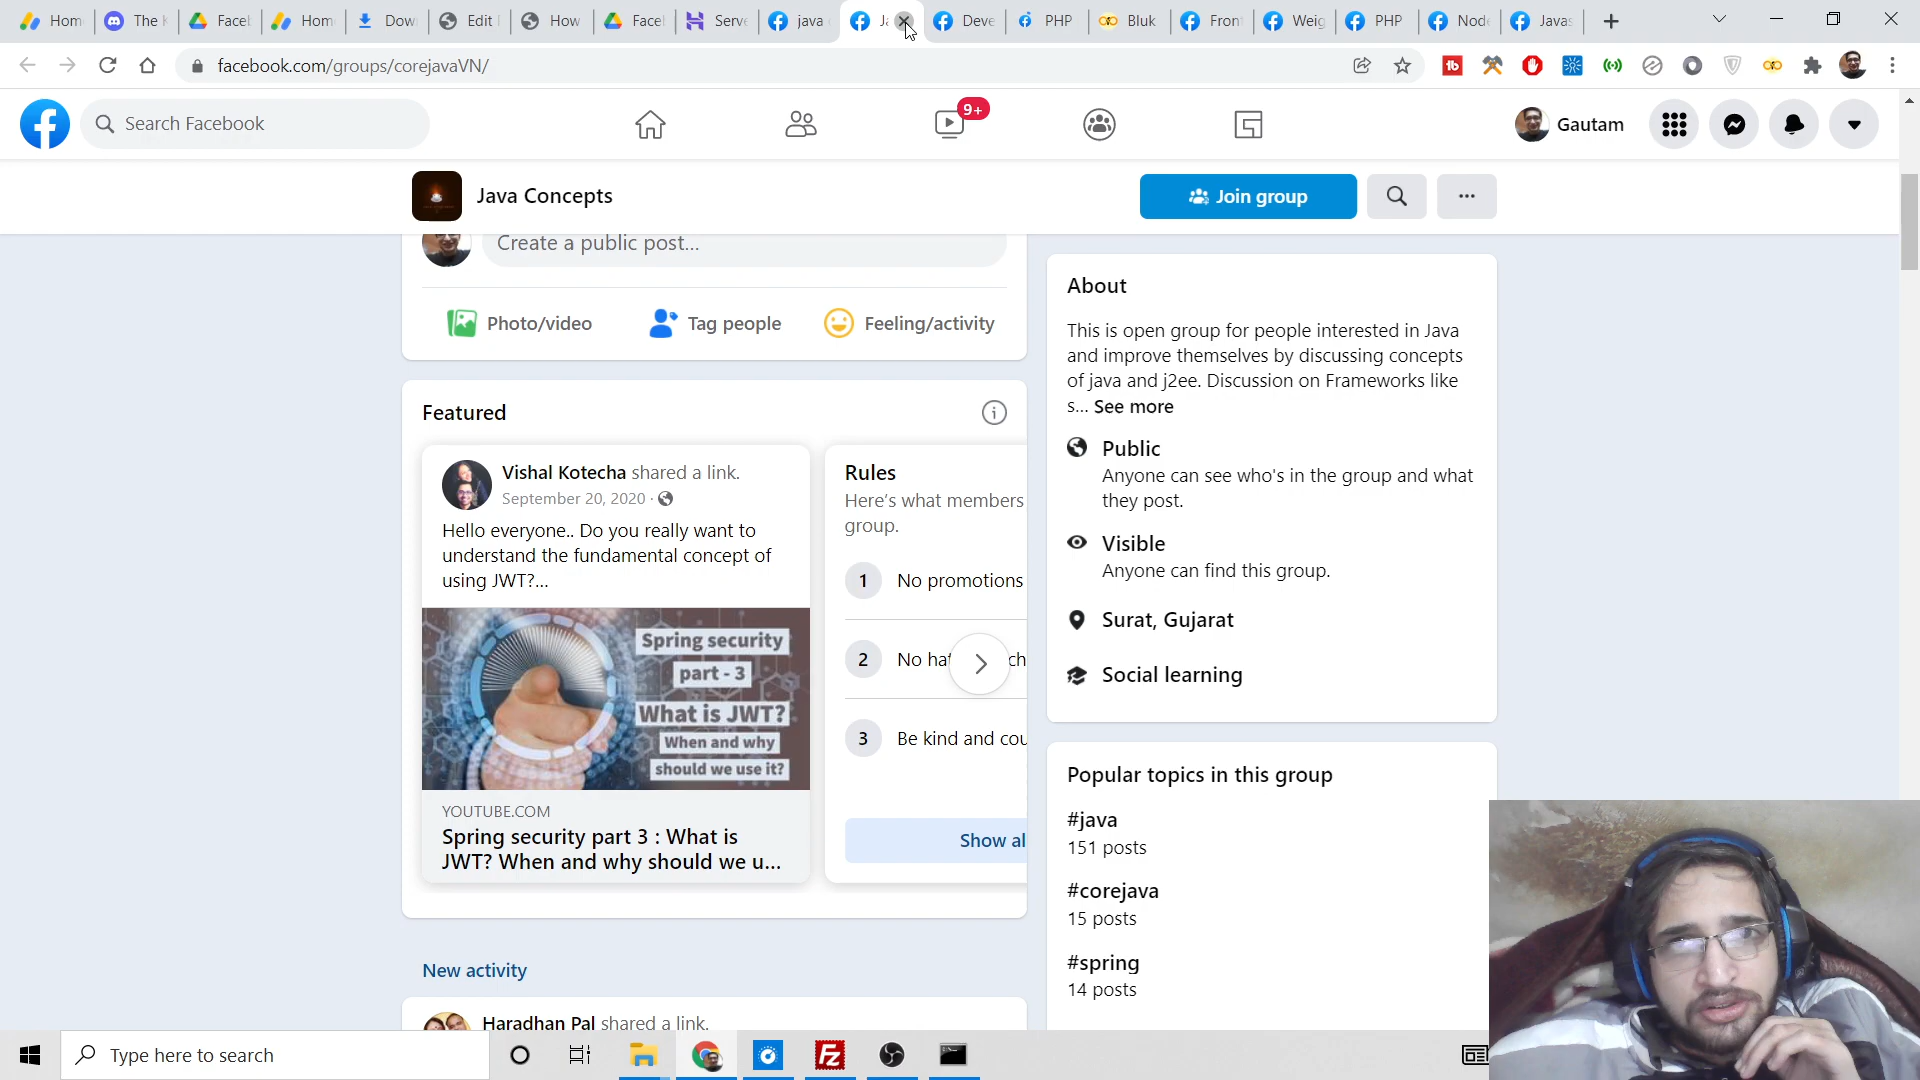 Hom
The K
Facel
Hom
Dow
Edit
How
Facel
Serve
java
Ja
Deve
PHP
Bluk
Fron
Weig
PHP
Nod
Javas
facebook.com/groups/corejavaVN/
Search Facebook
9+
Gautam
Java Concepts
Join group
Create a public post...
Photo/video
Tag people
Feeling/activity
Featured
Vishal Kotecha shared a link.
September 20, 2020 ·
Hello everyone.. Do you really want to
understand the fundamental concept of
using JWT?...
Spring security
part - 3
What is JWT?
When and why
should we use it?
YOUTUBE.COM
Spring security part 3 : What is
JWT? When and why should we u...
Rules
Here's what members
group.
1 No promotions
2 No hat ch
3 Be kind and cou
Show al
New activity
Haradhan Pal shared a link.
About
This is open group for people interested in Java
and improve themselves by discussing concepts
of java and j2ee. Discussion on Frameworks like
s... See more
Public
Anyone can see who's in the group and what
they post.
Visible
Anyone can find this group.
Surat, Gujarat
Social learning
Popular topics in this group
#java
151 posts
#corejava
15 posts
#spring
14 posts
Type here to search